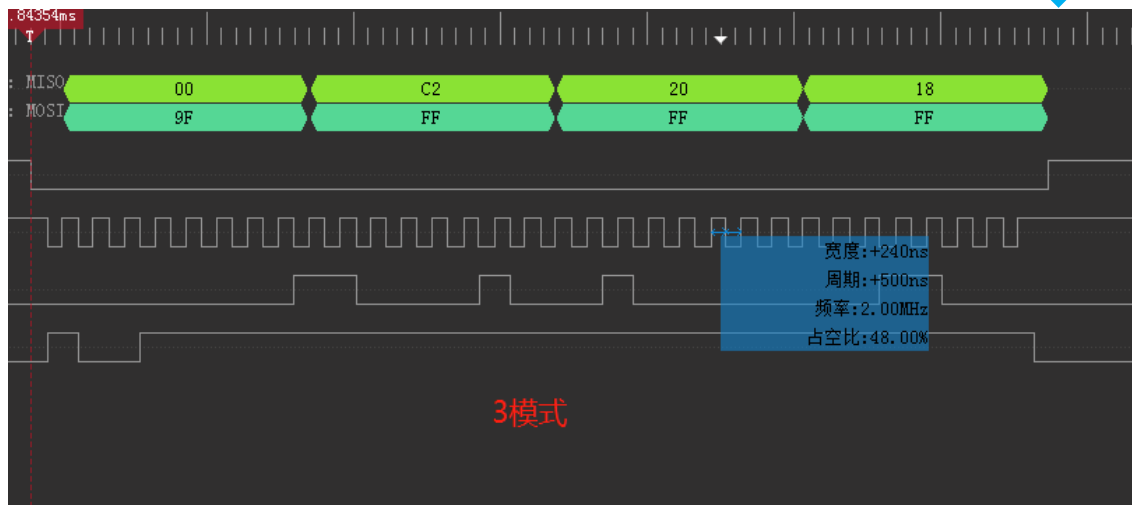 .84354ms
T
: MISO 00 C2 20 18
: MOSI 9F FF FF FF
宽度:+240ns
周期:+500ns
频率:2.00MHz
占空比:48.00%
3模式